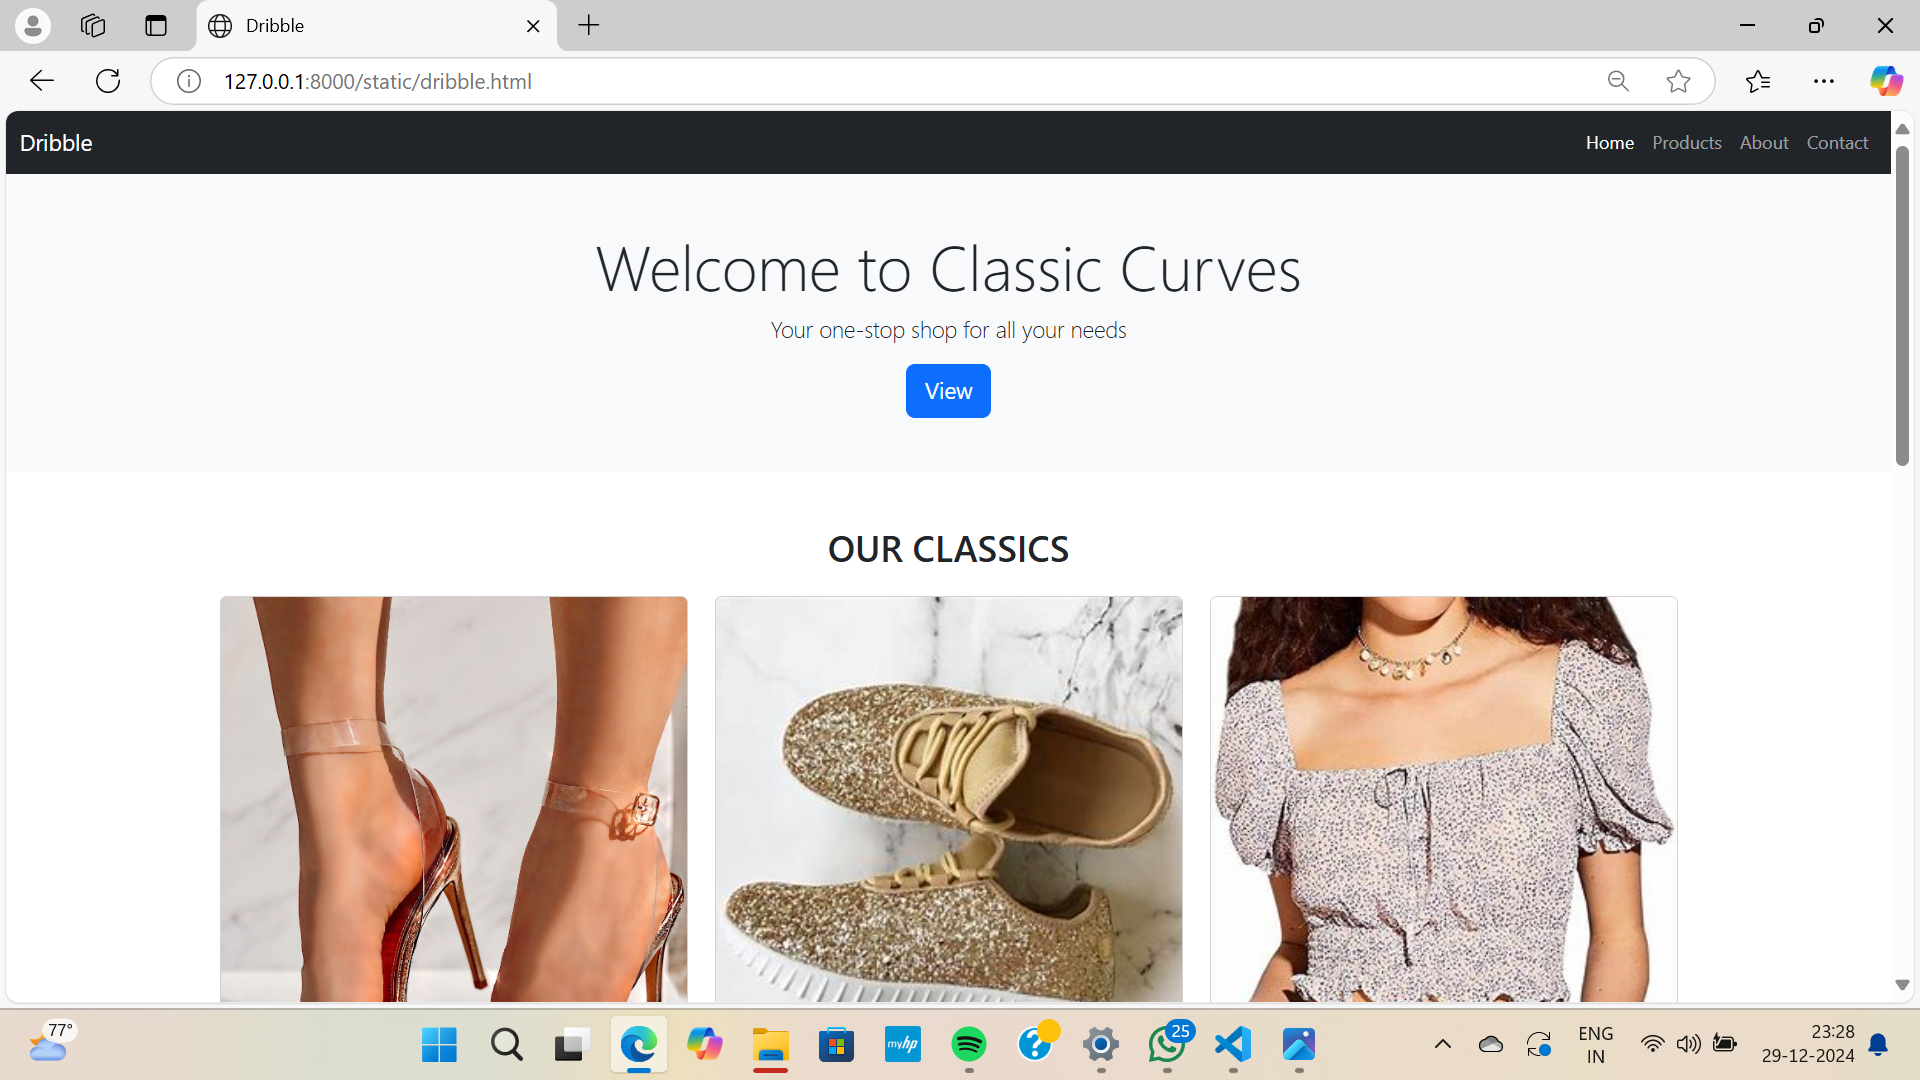 Dribble
127.0.0.1:8000/static/dribble.html
Dribble
Home Products About Contact
Welcome to Classic Curves
Your one-stop shop for all your needs
View
OUR CLASSICS
77°
myhp
25
ENG
IN
23:28
29-12-2024